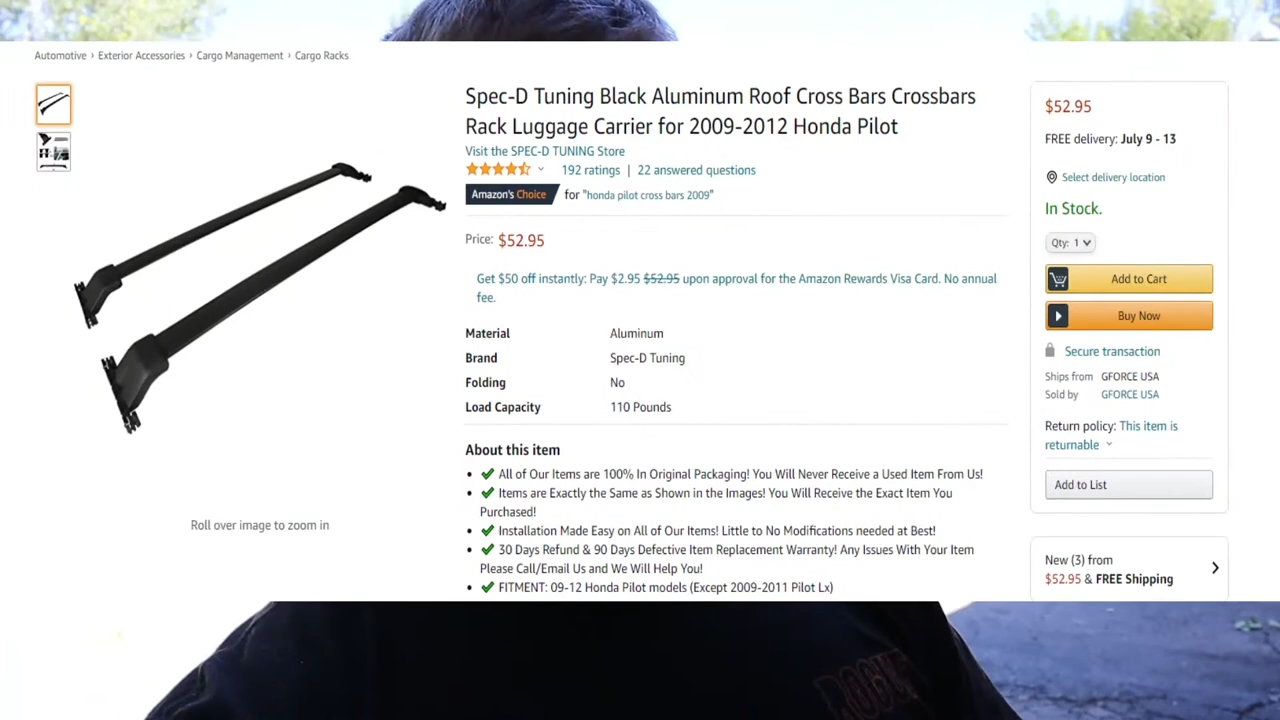 Automotive › Exterior Accessories › Cargo Management › Cargo Racks
Spec-D Tuning Black Aluminum Roof Cross Bars Crossbars
Rack Luggage Carrier for 2009-2012 Honda Pilot
Visit the SPEC-D TUNING Store
192 ratings | 22 answered questions
Amazon's Choice for "honda pilot cross bars 2009"
Price: $52.95
Get $50 off instantly: Pay $2.95 $52.95 upon approval for the Amazon Rewards Visa Card. No annual
fee.
Material Aluminum
Brand Spec-D Tuning
Folding No
Load Capacity 110 Pounds
About this item
• ✔ All of Our Items are 100% In Original Packaging! You Will Never Receive a Used Item From Us!
• ✔ Items are Exactly the Same as Shown in the Images! You Will Receive the Exact Item You
Purchased!
• ✔ Installation Made Easy on All of Our Items! Little to No Modifications needed at Best!
• ✔ 30 Days Refund & 90 Days Defective Item Replacement Warranty! Any Issues With Your Item
Please Call/Email Us and We Will Help You!
• ✔ FITMENT: 09-12 Honda Pilot models (Except 2009-2011 Pilot Lx)
Roll over image to zoom in
$52.95
FREE delivery: July 9 - 13
Select delivery location
In Stock.
Qty: 1
Add to Cart
Buy Now
Secure transaction
Ships from GFORCE USA
Sold by GFORCE USA
Return policy: This item is
returnable
Add to List
New (3) from
$52.95 & FREE Shipping